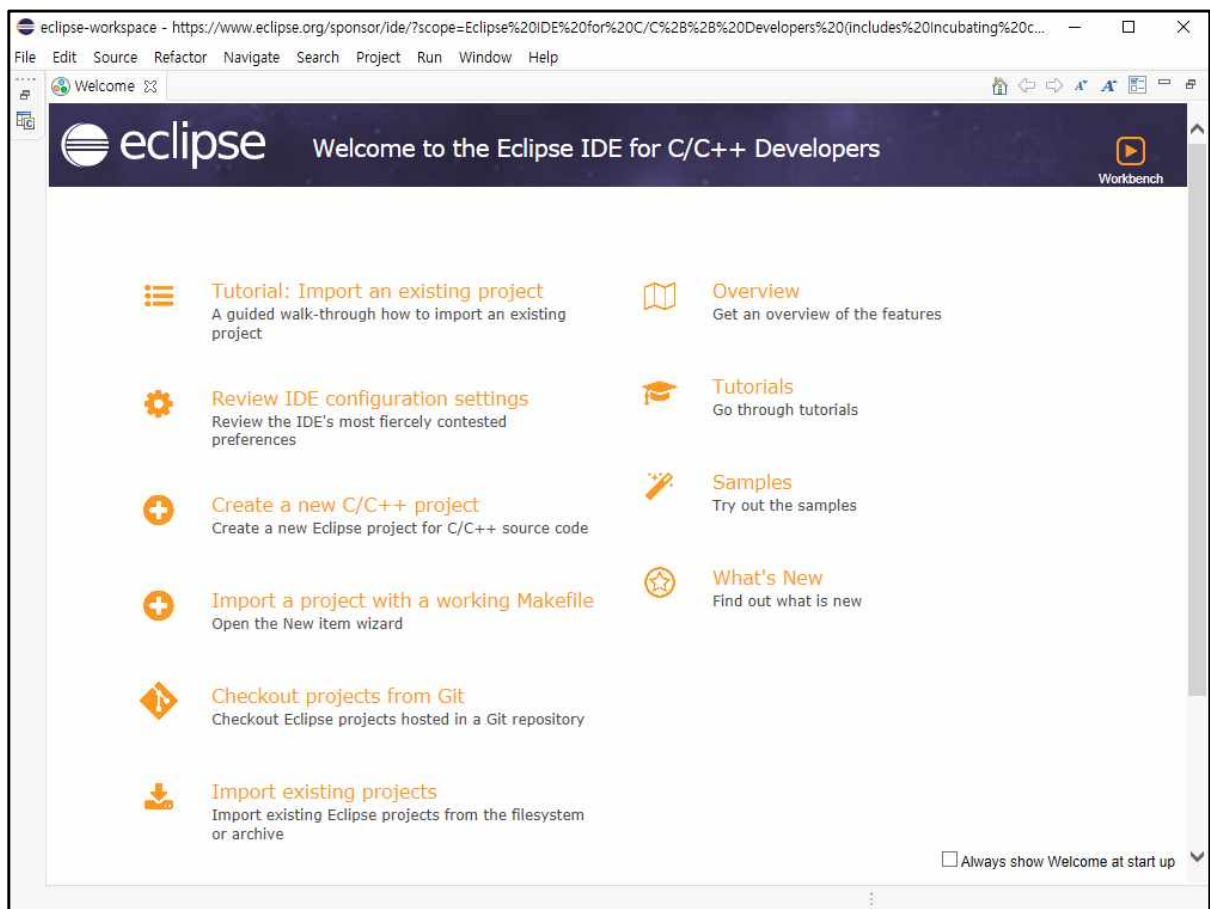 eclipse-workspace - https://www.eclipse.org/sponsor/ide/?scope=Eclipse%20IDE%20for%20C/C%2B%2B%20Developers%20(includes%20Incubating%20c...
File Edit Source Refactor Navigate Search Project Run Window Help
Welcome
eclipse Welcome to the Eclipse IDE for C/C++ Developers
Workbench
Tutorial: Import an existing project
A guided walk-through how to import an existing
project
Review IDE configuration settings
Review the IDE's most fiercely contested
preferences
Create a new C/C++ project
Create a new Eclipse project for C/C++ source code
Import a project with a working Makefile
Open the New item wizard
Checkout projects from Git
Checkout Eclipse projects hosted in a Git repository
Import existing projects
Import existing Eclipse projects from the filesystem
or archive
Overview
Get an overview of the features
Tutorials
Go through tutorials
Samples
Try out the samples
What's New
Find out what is new
Always show Welcome at start up